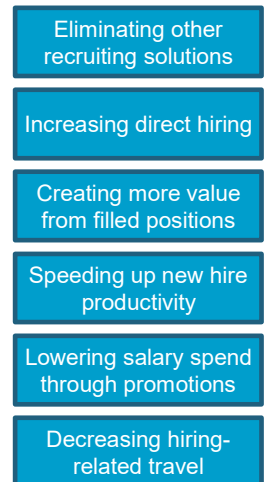 Eliminating other
recruiting solutions
Increasing direct hiring
Creating more value
from filled positions
Speeding up new hire
productivity
Lowering salary spend
through promotions
Decreasing hiring-
related travel